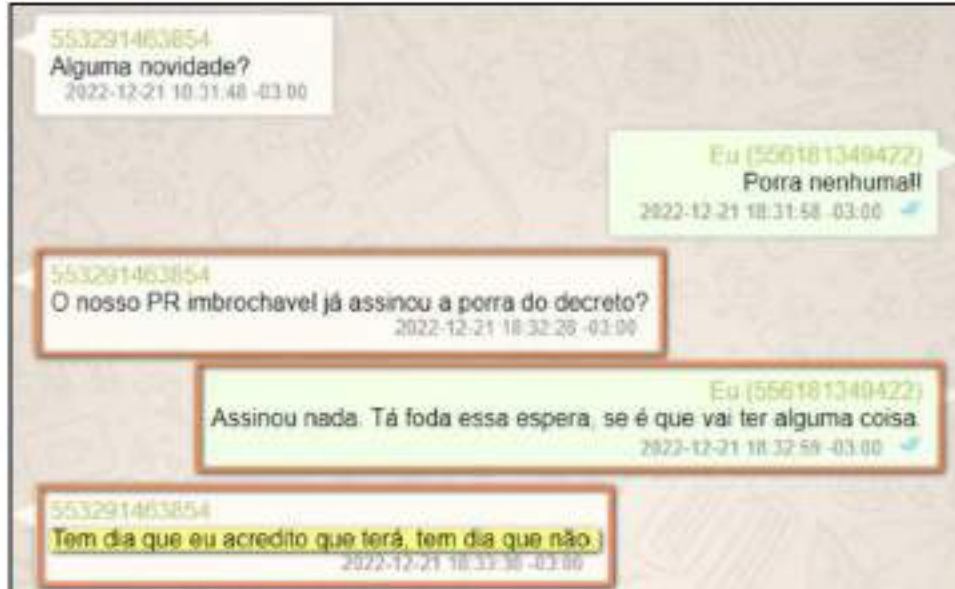 553291463854
Alguma novidade?
2022-12-21 18:31:48 -03:00
Eu (556181349422)
Porra nenhuma!!
2022-12-21 18:31:58 -03:00
553291463854
O nosso PR imbrochavel já assinou a porra do decreto?
2022-12-21 18:32:28 -03:00
Eu (556181349422)
Assinou nada. Tá foda essa espera, se é que vai ter alguma coisa.
2022-12-21 18:32:59 -03:00
553291463854
Tem dia que eu acredito que terá, tem dia que não.
2022-12-21 18:33:30 -03:00